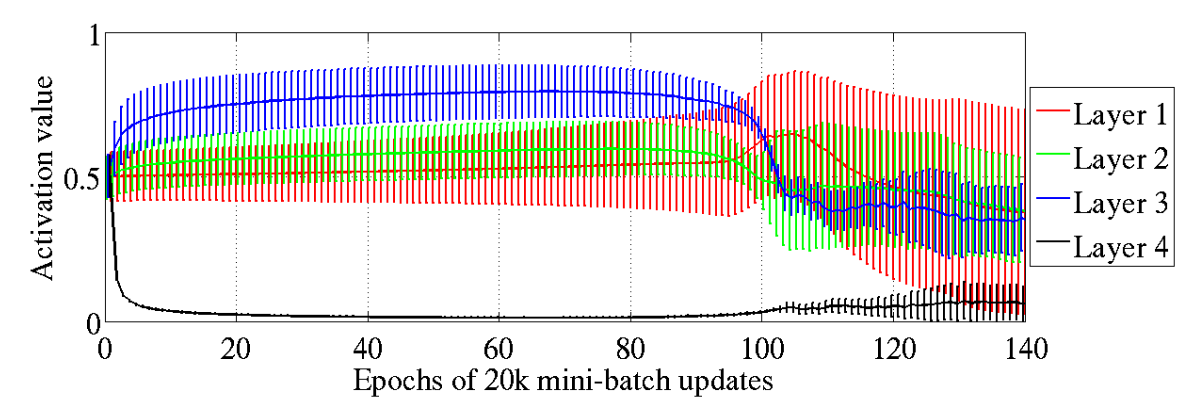 1
0.5
0
Activation value
0 20 40 60 80 100 120 140
Epochs of 20k mini-batch updates
Layer 1
Layer 2
Layer 3
Layer 4